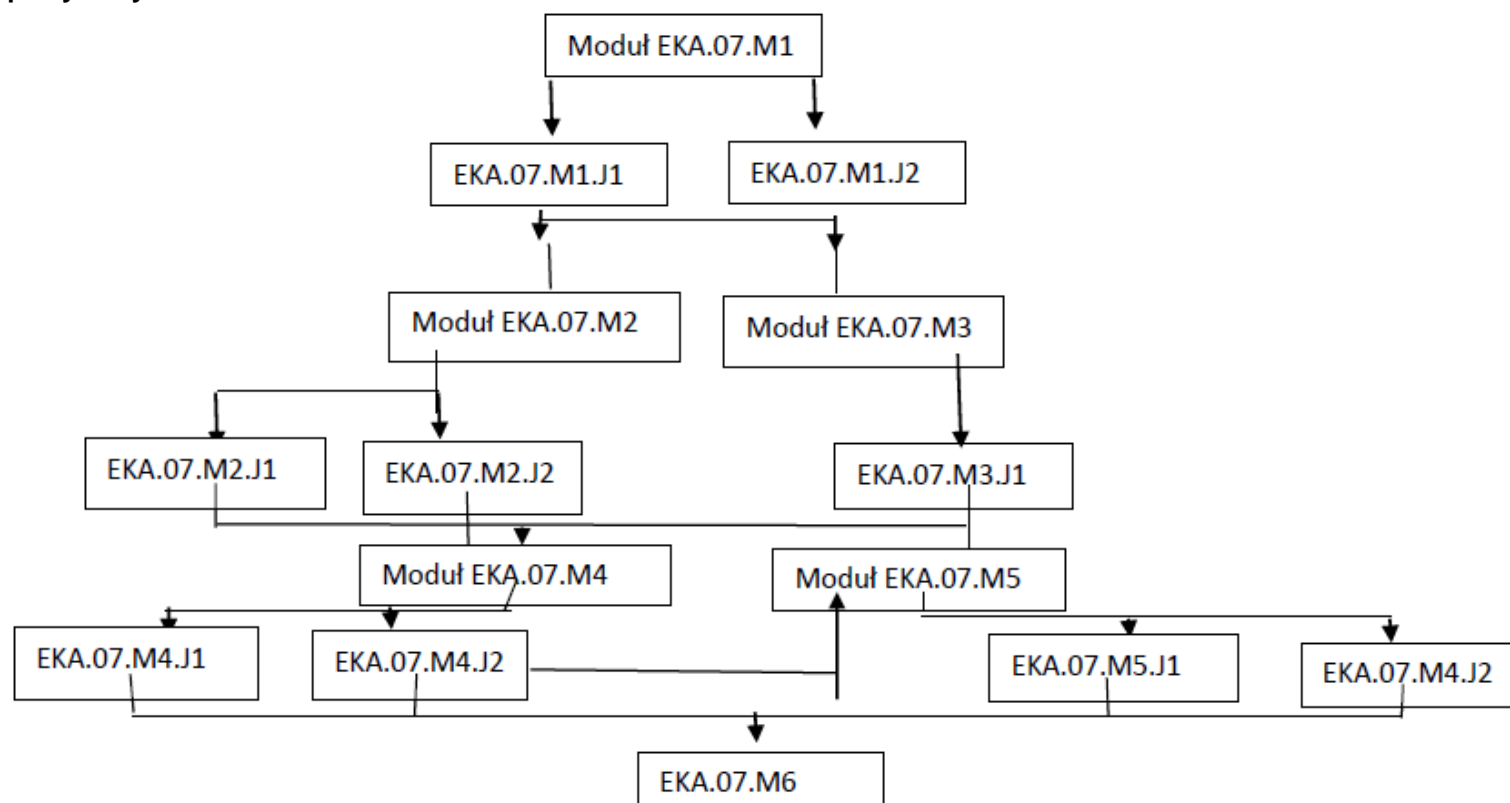 Moduł EKA.07.M1
EKA.07.M1.J1
EKA.07.M1.J2
Moduł EKA.07.M2
Moduł EKA.07.M3
EKA.07.M2.J1
EKA.07.M2.J2
EKA.07.M3.J1
Moduł EKA.07.M4
Moduł EKA.07.M5
EKA.07.M4.J1
EKA.07.M4.J2
EKA.07.M5.J1
EKA.07.M4.J2
EKA.07.M6